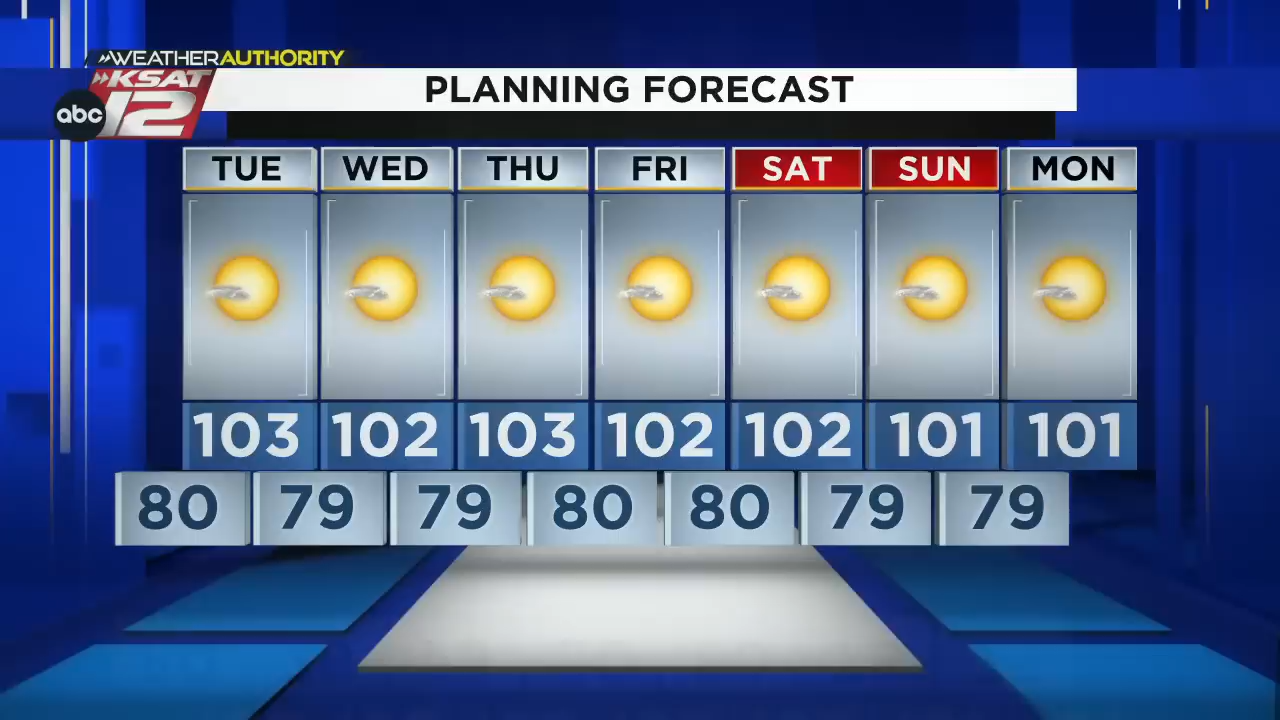 WEATHERAUTHORITY
KSAT
abc 12
PLANNING FORECAST
TUE WED THU FRI SAT SUN MON
103 102 103 102 102 101 101
80 79 79 80 80 79 79